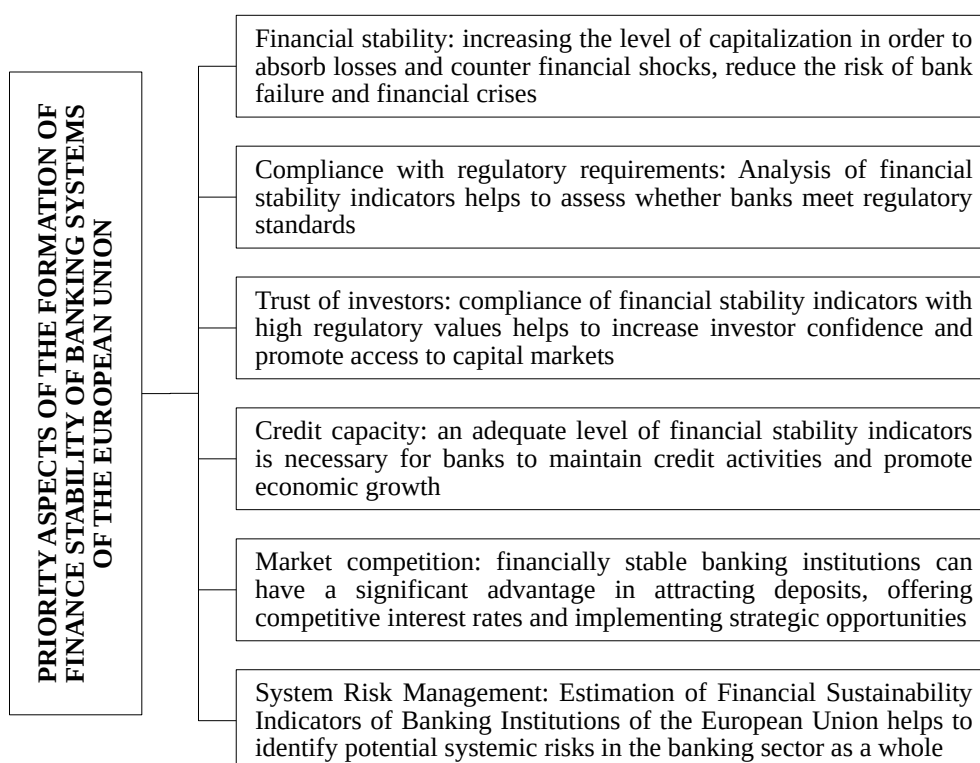 PRIORITY ASPECTS OF THE FORMATION OF
FINANCE STABILITY OF BANKING SYSTEMS
OF THE EUROPEAN UNION
Financial stability: increasing the level of capitalization in order to
absorb losses and counter financial shocks, reduce the risk of bank
failure and financial crises
Compliance with regulatory requirements: Analysis of financial
stability indicators helps to assess whether banks meet regulatory
standards
Trust of investors: compliance of financial stability indicators with
high regulatory values helps to increase investor confidence and
promote access to capital markets
Credit capacity: an adequate level of financial stability indicators
is necessary for banks to maintain credit activities and promote
economic growth
Market competition: financially stable banking institutions can
have a significant advantage in attracting deposits, offering
competitive interest rates and implementing strategic opportunities
System Risk Management: Estimation of Financial Sustainability
Indicators of Banking Institutions of the European Union helps to
identify potential systemic risks in the banking sector as a whole